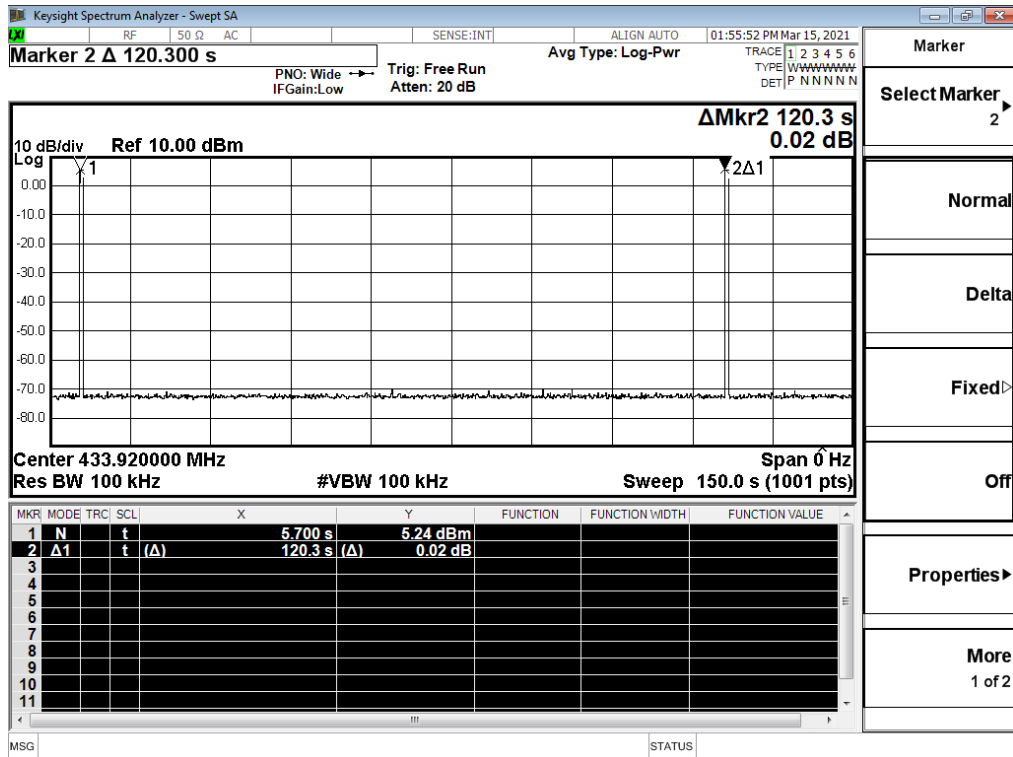 Keysight Spectrum Analyzer - Swept SA
LXI RF 50 Ω AC SENSE:INT ALIGN AUTO 01:55:52 PM Mar 15, 2021
Marker 2 Δ 120.300 s
PNO: Wide
IFGain:Low
Trig: Free Run
Atten: 20 dB
Avg Type: Log-Pwr
TRACE 1 2 3 4 5 6
TYPE WWWWWW
DET P N N N N N
ΔMkr2 120.3 s
0.02 dB
10 dB/div Ref 10.00 dBm
Log
1
2Δ1
0.00
-10.0
-20.0
-30.0
-40.0
-50.0
-60.0
-70.0
-80.0
Center 433.920000 MHz Span 0 Hz
Res BW 100 kHz #VBW 100 kHz Sweep 150.0 s (1001 pts)
MKR MODE TRC SCL X Y FUNCTION FUNCTION WIDTH FUNCTION VALUE
1 N t 5.700 s 5.24 dBm
2 Δ1 t (Δ) 120.3 s (Δ) 0.02 dB
3
4
5
6
7
8
9
10
11
MSG STATUS
Marker
Select Marker
2
Normal
Delta
Fixed
Off
Properties
More
1 of 2